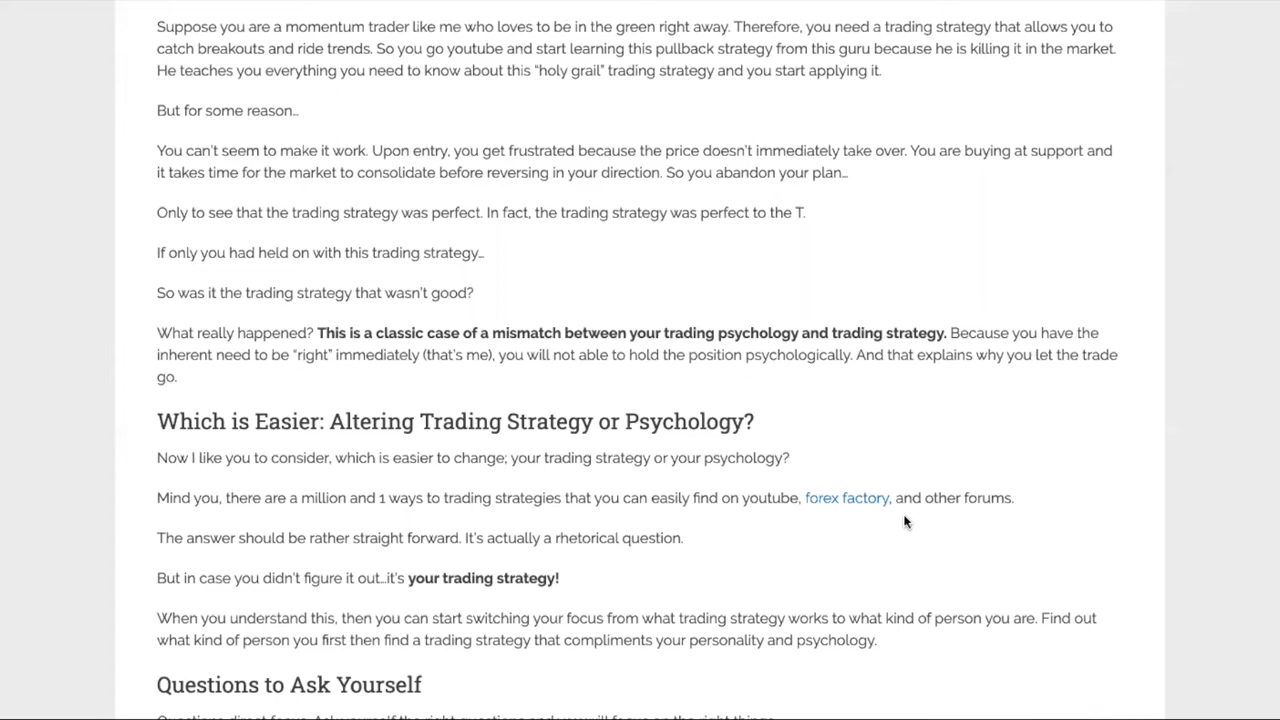 Suppose you are a momentum trader like me who loves to be in the green right away. Therefore, you need a trading strategy that allows you to
catch breakouts and ride trends. So you go youtube and start learning this pullback strategy from this guru because he is killing it in the market.
He teaches you everything you need to know about this “holy grail” trading strategy and you start applying it.
But for some reason…
You can’t seem to make it work. Upon entry, you get frustrated because the price doesn’t immediately take over. You are buying at support and
it takes time for the market to consolidate before reversing in your direction. So you abandon your plan…
Only to see that the trading strategy was perfect. In fact, the trading strategy was perfect to the T.
If only you had held on with this trading strategy…
So was it the trading strategy that wasn’t good?
What really happened? This is a classic case of a mismatch between your trading psychology and trading strategy. Because you have the
inherent need to be “right” immediately (that’s me), you will not able to hold the position psychologically. And that explains why you let the trade
go.
Which is Easier: Altering Trading Strategy or Psychology?
Now I like you to consider, which is easier to change; your trading strategy or your psychology?
Mind you, there are a million and 1 ways to trading strategies that you can easily find on youtube, forex factory, and other forums.
The answer should be rather straight forward. It’s actually a rhetorical question.
But in case you didn’t figure it out…it’s your trading strategy!
When you understand this, then you can start switching your focus from what trading strategy works to what kind of person you are. Find out
what kind of person you first then find a trading strategy that compliments your personality and psychology.
Questions to Ask Yourself